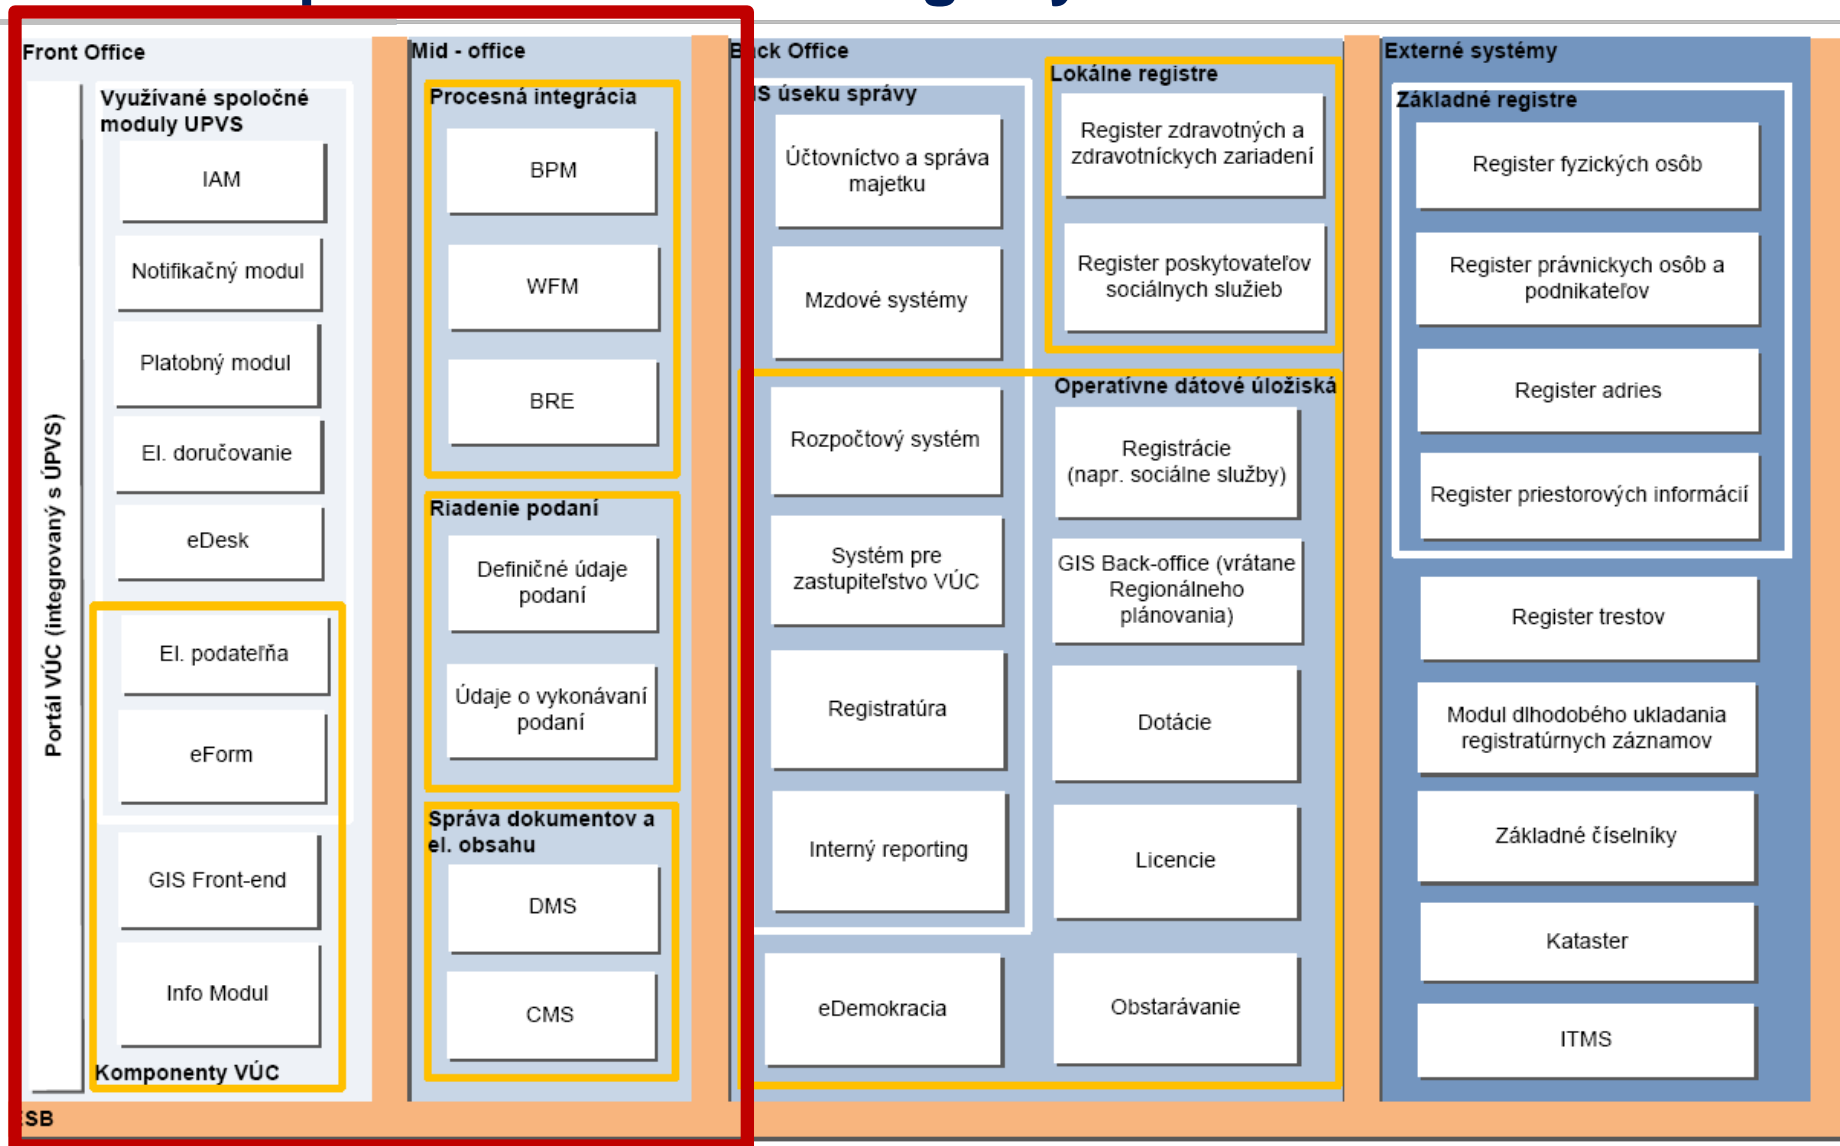 Front Office
Portál VÚC (integrovaný s ÚPVS)
Využívané spoločné
moduly UPVS
IAM
Notifikačný modul
Platobný modul
El. doručovanie
eDesk
El. podateľňa
eForm
GIS Front-end
Info Modul
Komponenty VÚC
Mid - office
Procesná integrácia
BPM
WFM
BRE
Riadenie podaní
Definičné údaje
podaní
Údaje o vykonávaní
podaní
Správa dokumentov a
el. obsahu
DMS
CMS
Office
úseku správy
Účtovníctvo a správa
majetku
Mzdové systémy
Rozpočtový systém
Systém pre
zastupiteľstvo VÚC
Registratúra
Interný reporting
eDemokracia
Lokálne registre
Register zdravotných a
zdravotníckych zariadení
Register poskytovateľov
sociálnych služieb
Operatívne dátové úložiská
Registrácie
(napr. sociálne služby)
GIS Back-office (vrátane
Regionálneho
plánovania)
Dotácie
Licencie
Obstarávanie
Externé systémy
Základné registre
Register fyzických osôb
Register právnickych osôb a
podnikateľov
Register adries
Register priestorových informácií
Register trestov
Modul dlhodobého ukladania
registratúrnych záznamov
Základné číselníky
Kataster
ITMS